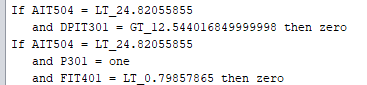 If AIT504 = LT_24.82055855
and DPIT301 = GT_12.544016849999998 then zero
If AIT504 = LT_24.82055855
and P301 = one
and FIT401 = LT_0.79857865 then zero